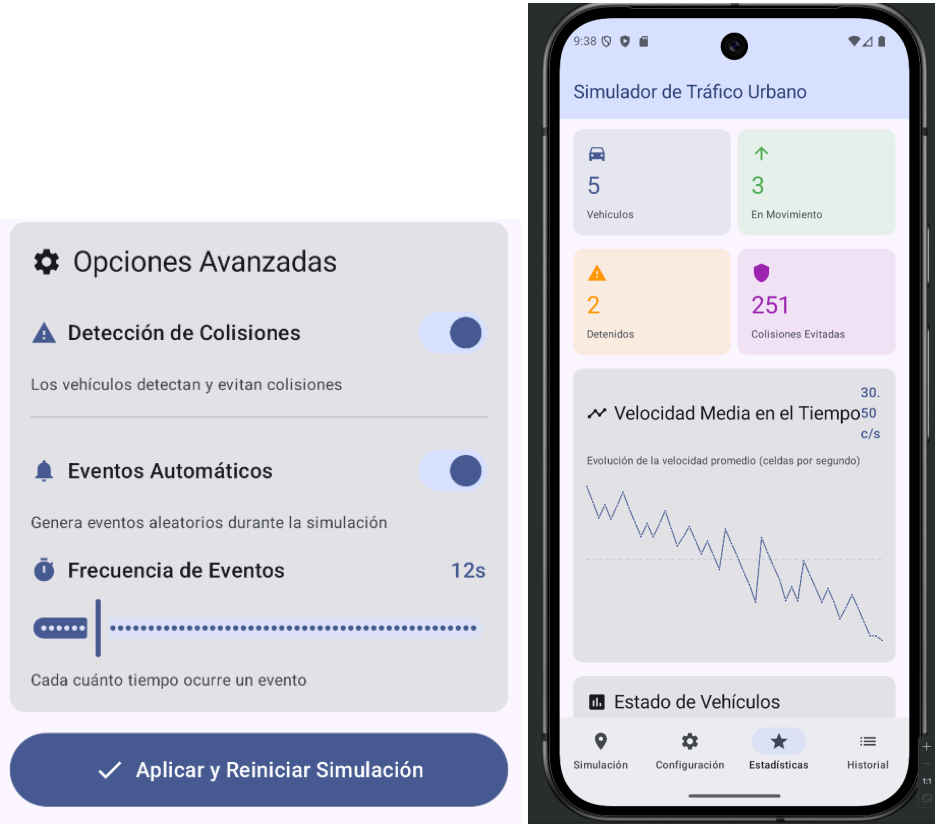 Opciones Avanzadas
Detección de Colisiones
Los vehículos detectan y evitan colisiones
Eventos Automáticos
Genera eventos aleatorios durante la simulación
Frecuencia de Eventos 12s
Cada cuánto tiempo ocurre un evento
Aplicar y Reiniciar Simulación
9:38
Simulador de Tráfico Urbano
5
Vehículos
3
En Movimiento
2
Detenidos
251
Colisiones Evitadas
Velocidad Media en el Tiempo
30.
50
c/s
Evolución de la velocidad promedio (celdas por segundo)
Estado de Vehículos
Simulación Configuración Estadísticas Historial
1:1